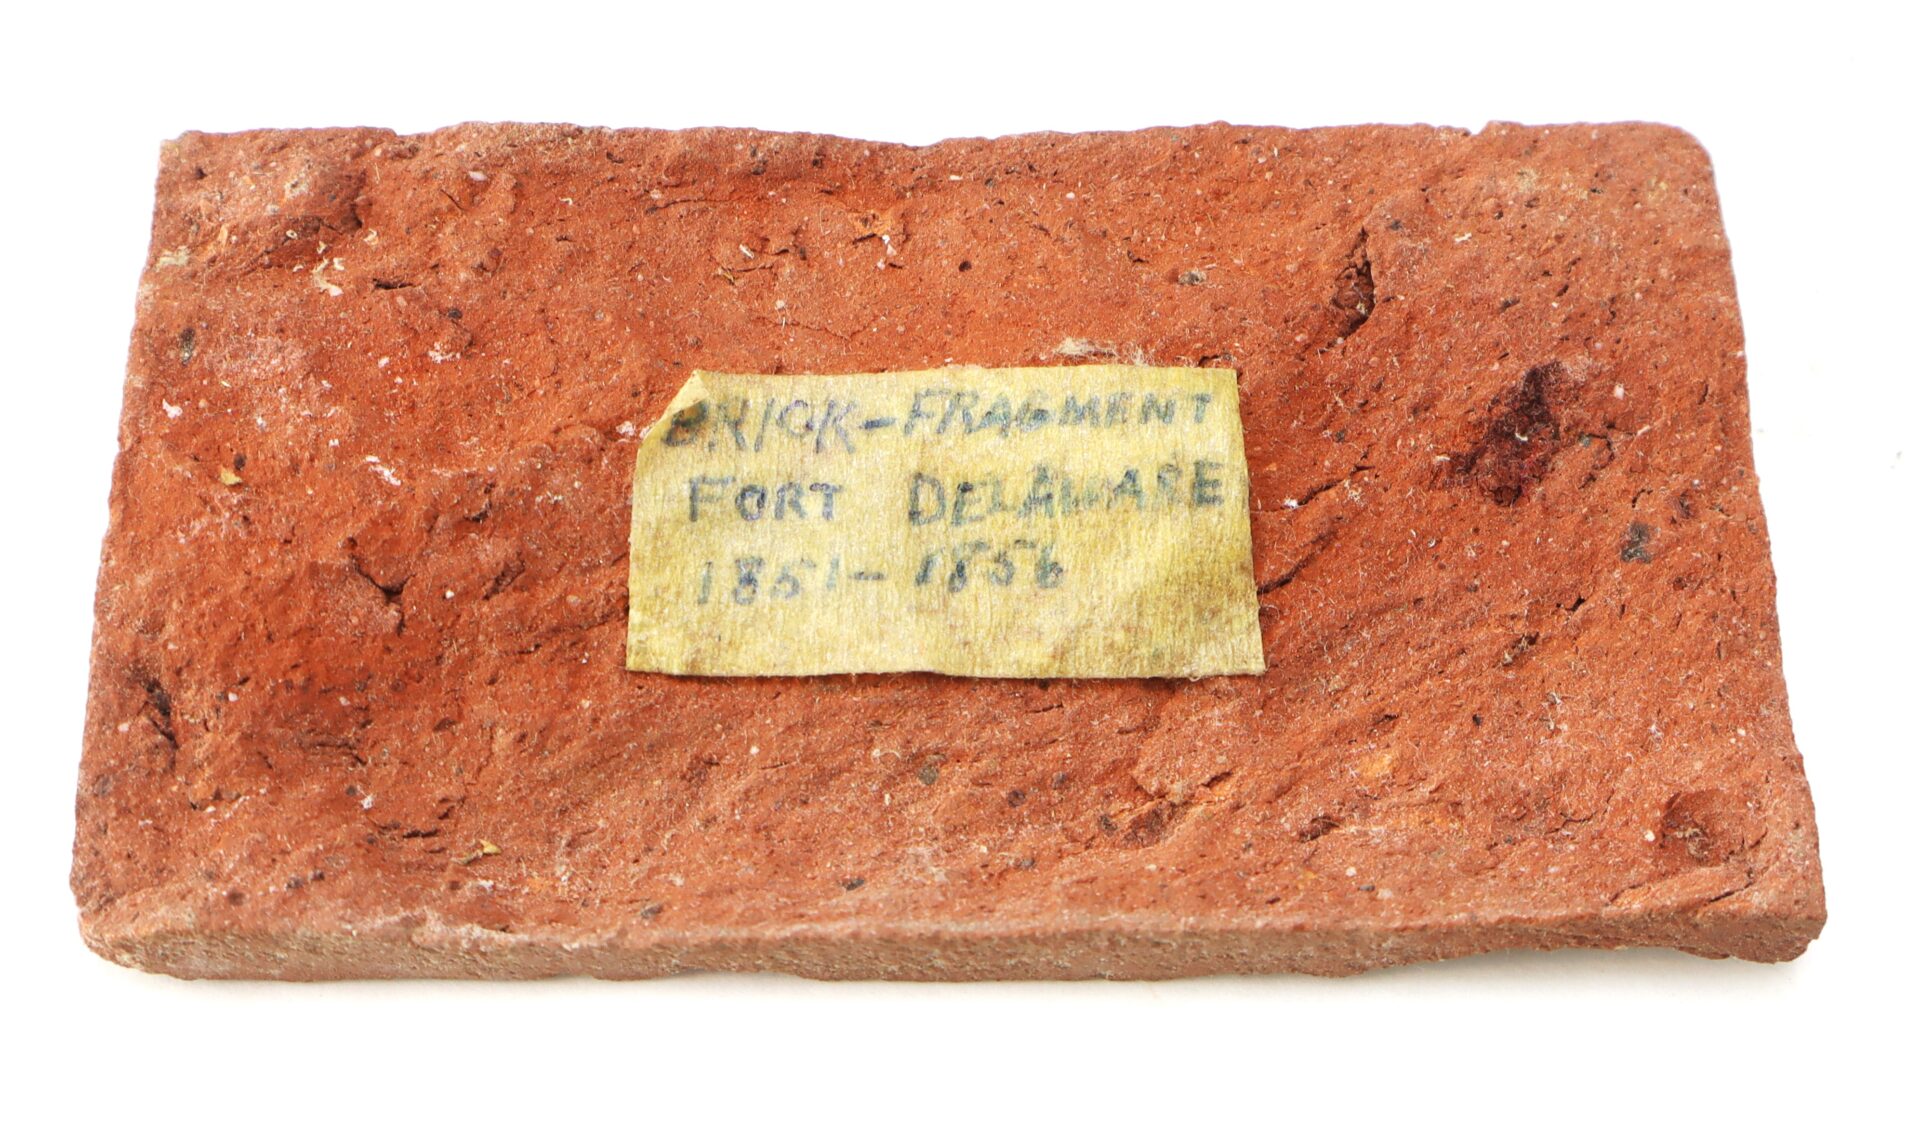 BRICK-FRAGMENT
FORT DELAWARE
1851-1856